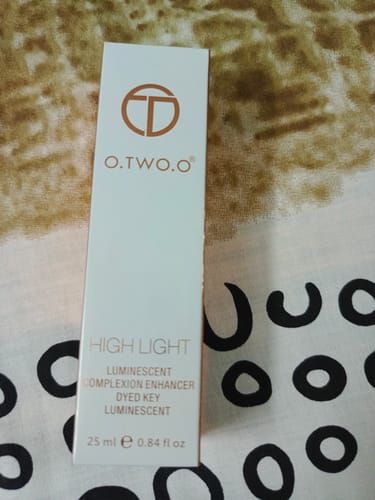 O.TWO.O®
HIGH LIGHT
LUMINESCENT
COMPLEXION ENHANCER
DYED KEY
LUMINESCENT
25 ml ℮ 0.84 fl oz